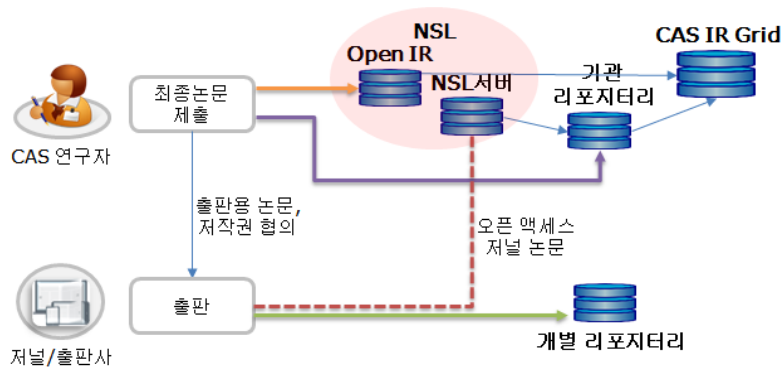 NSL
Open IR
NSL서버
기관
리포지터리
CAS IR Grid
최종논문
제출
CAS 연구자
출판용 논문,
저작권 협의
오픈 액세스
저널 논문
출판
저널/출판사
개별 리포지터리